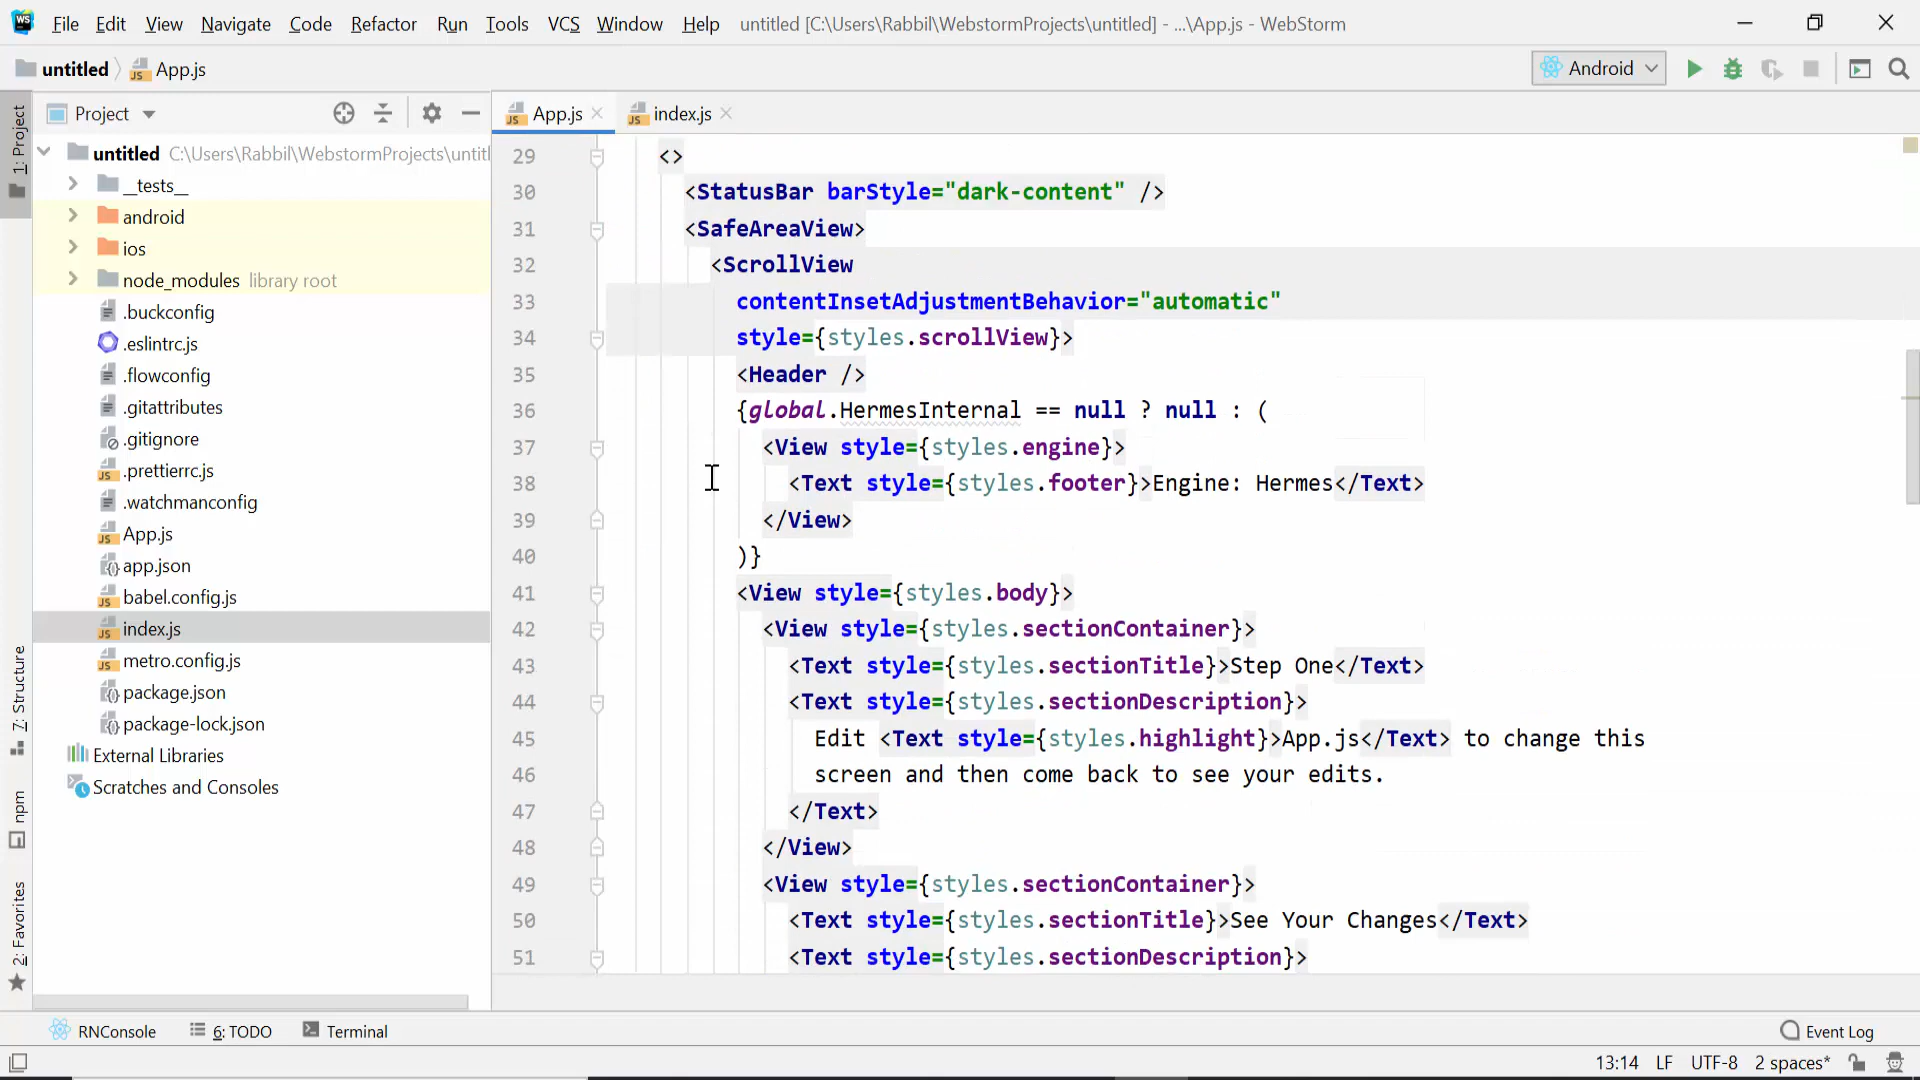 WS File Edit View Navigate Code Refactor Run Tools VCS Window Help untitled [C:\Users\Rabbil\WebstormProjects\untitled] - ...\App.js - WebStorm
untitled App.js Android
1: Project
Project
App.js index.js
untitled C:\Users\Rabbil\WebstormProjects\untitl
__tests__
android
ios
node_modules library root
.buckconfig
.eslintrc.js
.flowconfig
.gitattributes
.gitignore
.prettierrc.js
.watchmanconfig
App.js
app.json
babel.config.js
index.js
metro.config.js
package.json
package-lock.json
External Libraries
Scratches and Consoles
7: Structure
npm
2: Favorites
29 <>
30 <StatusBar barStyle="dark-content" />
31 <SafeAreaView>
32 <ScrollView
33 contentInsetAdjustmentBehavior="automatic"
34 style={styles.scrollView}>
35 <Header />
36 {global.HermesInternal == null ? null : (
37 <View style={styles.engine}>
38 <Text style={styles.footer}>Engine: Hermes</Text>
39 </View>
40 )}
41 <View style={styles.body}>
42 <View style={styles.sectionContainer}>
43 <Text style={styles.sectionTitle}>Step One</Text>
44 <Text style={styles.sectionDescription}>
45 Edit <Text style={styles.highlight}>App.js</Text> to change this
46 screen and then come back to see your edits.
47 </Text>
48 </View>
49 <View style={styles.sectionContainer}>
50 <Text style={styles.sectionTitle}>See Your Changes</Text>
51 <Text style={styles.sectionDescription}>
RNConsole 6: TODO Terminal Event Log
13:14 LF UTF-8 2 spaces*